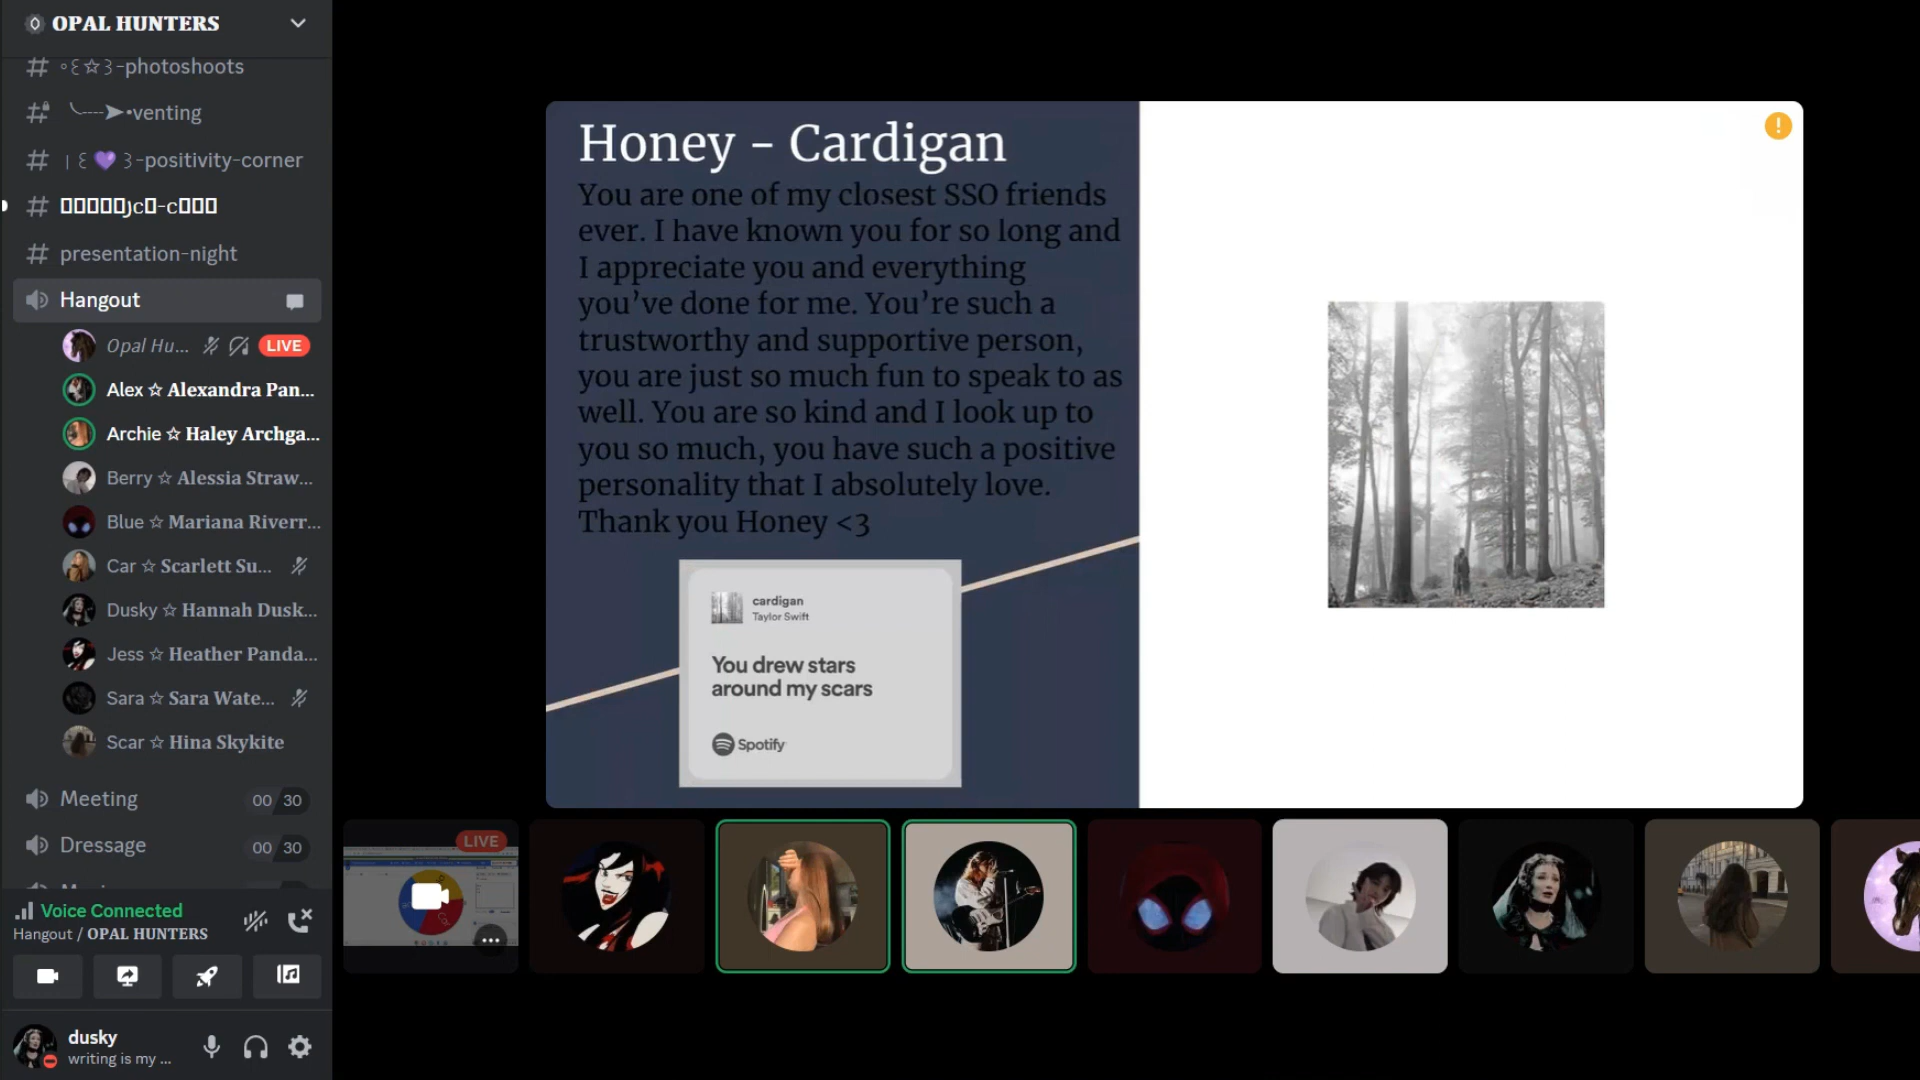 OPAL HUNTERS
-photoshoots
•venting
-positivity-corner
presentation-night
Hangout
Opal Hu... LIVE
Alex ☆ Alexandra Pan...
Archie ☆ Haley Archga...
Berry ☆ Alessia Straw...
Blue ☆ Mariana Riverr...
Car ☆ Scarlett Su...
Dusky ☆ Hannah Dusk...
Jess ☆ Heather Panda...
Sara ☆ Sara Wate...
Scar ☆ Hina Skykite
Meeting 00 30
Dressage 00 30
Voice Connected
Hangout / OPAL HUNTERS
dusky
writing is my ...
Honey - Cardigan
You are one of my closest SSO friends
ever. I have known you for so long and
I appreciate you and everything
you’ve done for me. You’re such a
trustworthy and supportive person,
you are just so much fun to speak to as
well. You are so kind and I look up to
you so much, you have such a positive
personality that I absolutely love.
Thank you Honey <3
cardigan
Taylor Swift
You drew stars
around my scars
Spotify
LIVE